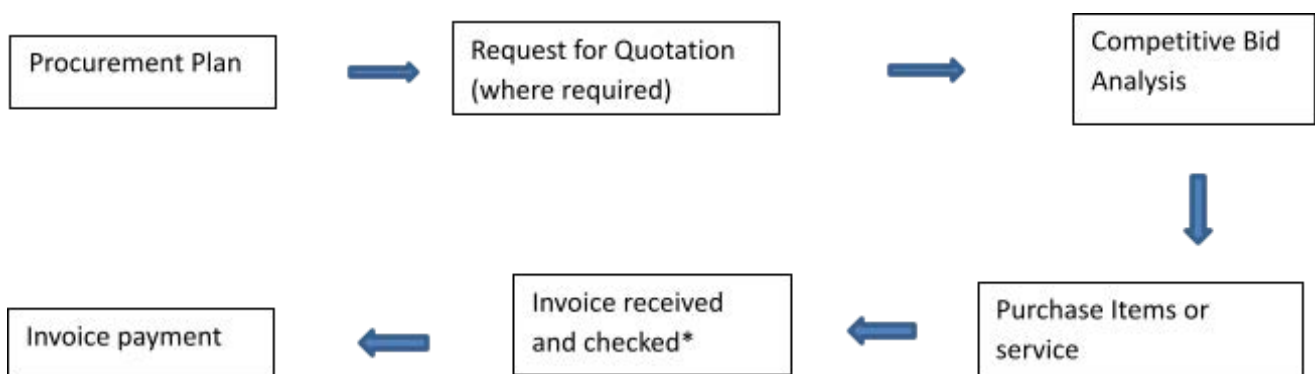 Procurement Plan
Request for Quotation
(where required)
Competitive Bid
Analysis
Purchase Items or
service
Invoice received
and checked*
Invoice payment